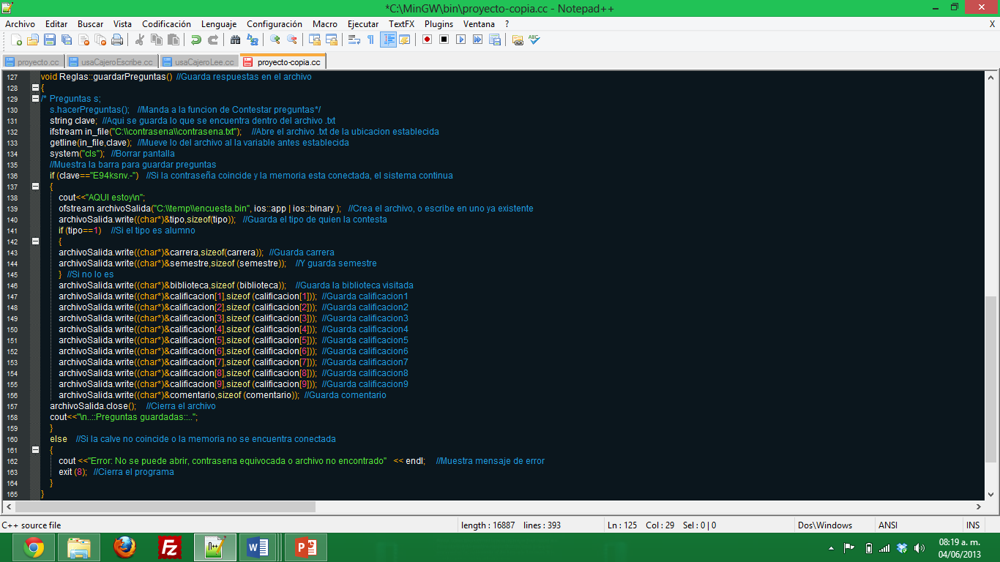 *C:\MinGW\bin\proyecto-copia.cc - Notepad++
Archivo Editar Buscar Vista Codificación Lenguaje Configuración Macro Ejecutar TextFX Plugins Ventana ? X
proyecto.cc usaCajeroEscribe.cc usaCajeroLee.cc proyecto-copia.cc
127 void Reglas::guardarPreguntas() //Guarda respuestas en el archivo
128 {
129 /* Preguntas s;
130 s.hacerPreguntas(); //Manda a la funcion de Contestar preguntas*/
131 string clave; //Aqui se guarda lo que se encuentra dentro del archivo .txt
132 ifstream in_file("C:\\contrasena\\contrasena.txt"); //Abre el archivo .txt de la ubicacion establecida
133 getline(in_file,clave); //Mueve lo del archivo al la variable antes establecida
134 system("cls"); //Borrar pantalla
135 //Muestra la barra para guardar preguntas
136 if (clave=="E94ksnv.-") //Si la contraseña coincide y la memoria esta conectada, el sistema continua
137 {
138 cout<<"AQUI estoy\n";
139 ofstream archivoSalida("C:\\temp\\encuesta.bin", ios::app | ios::binary ); //Crea el archivo, o escribe en uno ya existente
140 archivoSalida.write((char*)&tipo,sizeof(tipo)); //Guarda el tipo de quien la contesta
141 if (tipo==1) //Si el tipo es alumno
142 {
143 archivoSalida.write((char*)&carrera,sizeof(carrera)); //Guarda carrera
144 archivoSalida.write((char*)&semestre,sizeof (semestre)); //Y guarda semestre
145 } //Si no lo es
146 archivoSalida.write((char*)&biblioteca,sizeof (biblioteca)); //Guarda la biblioteca visitada
147 archivoSalida.write((char*)&calificacion[1],sizeof (calificacion[1])); //Guarda calificacion1
148 archivoSalida.write((char*)&calificacion[2],sizeof (calificacion[2])); //Guarda calificacion2
149 archivoSalida.write((char*)&calificacion[3],sizeof (calificacion[3])); //Guarda calificacion3
150 archivoSalida.write((char*)&calificacion[4],sizeof (calificacion[4])); //Guarda calificacion4
151 archivoSalida.write((char*)&calificacion[5],sizeof (calificacion[5])); //Guarda calificacion5
152 archivoSalida.write((char*)&calificacion[6],sizeof (calificacion[6])); //Guarda calificacion6
153 archivoSalida.write((char*)&calificacion[7],sizeof (calificacion[7])); //Guarda calificacion7
154 archivoSalida.write((char*)&calificacion[8],sizeof (calificacion[8])); //Guarda calificacion8
155 archivoSalida.write((char*)&calificacion[9],sizeof (calificacion[9])); //Guarda calificacion9
156 archivoSalida.write((char*)&comentario,sizeof (comentario)); //Guarda comentario
157 archivoSalida.close(); //Cierra el archivo
158 cout<<"\n..::Preguntas guardadas::..";
159 }
160 else //Si la calve no coincide o la memoria no se encuentra conectada
161 {
162 cout <<"Error: No se puede abrir, contrasena equivocada o archivo no encontrado" << endl; //Muestra mensaje de error
163 exit (8); //Cierra el programa
164 }
165 }
C++ source file length : 16887 lines : 393 Ln : 125 Col : 29 Sel : 0 | 0 Dos\Windows ANSI INS
08:19 a. m.
04/06/2013